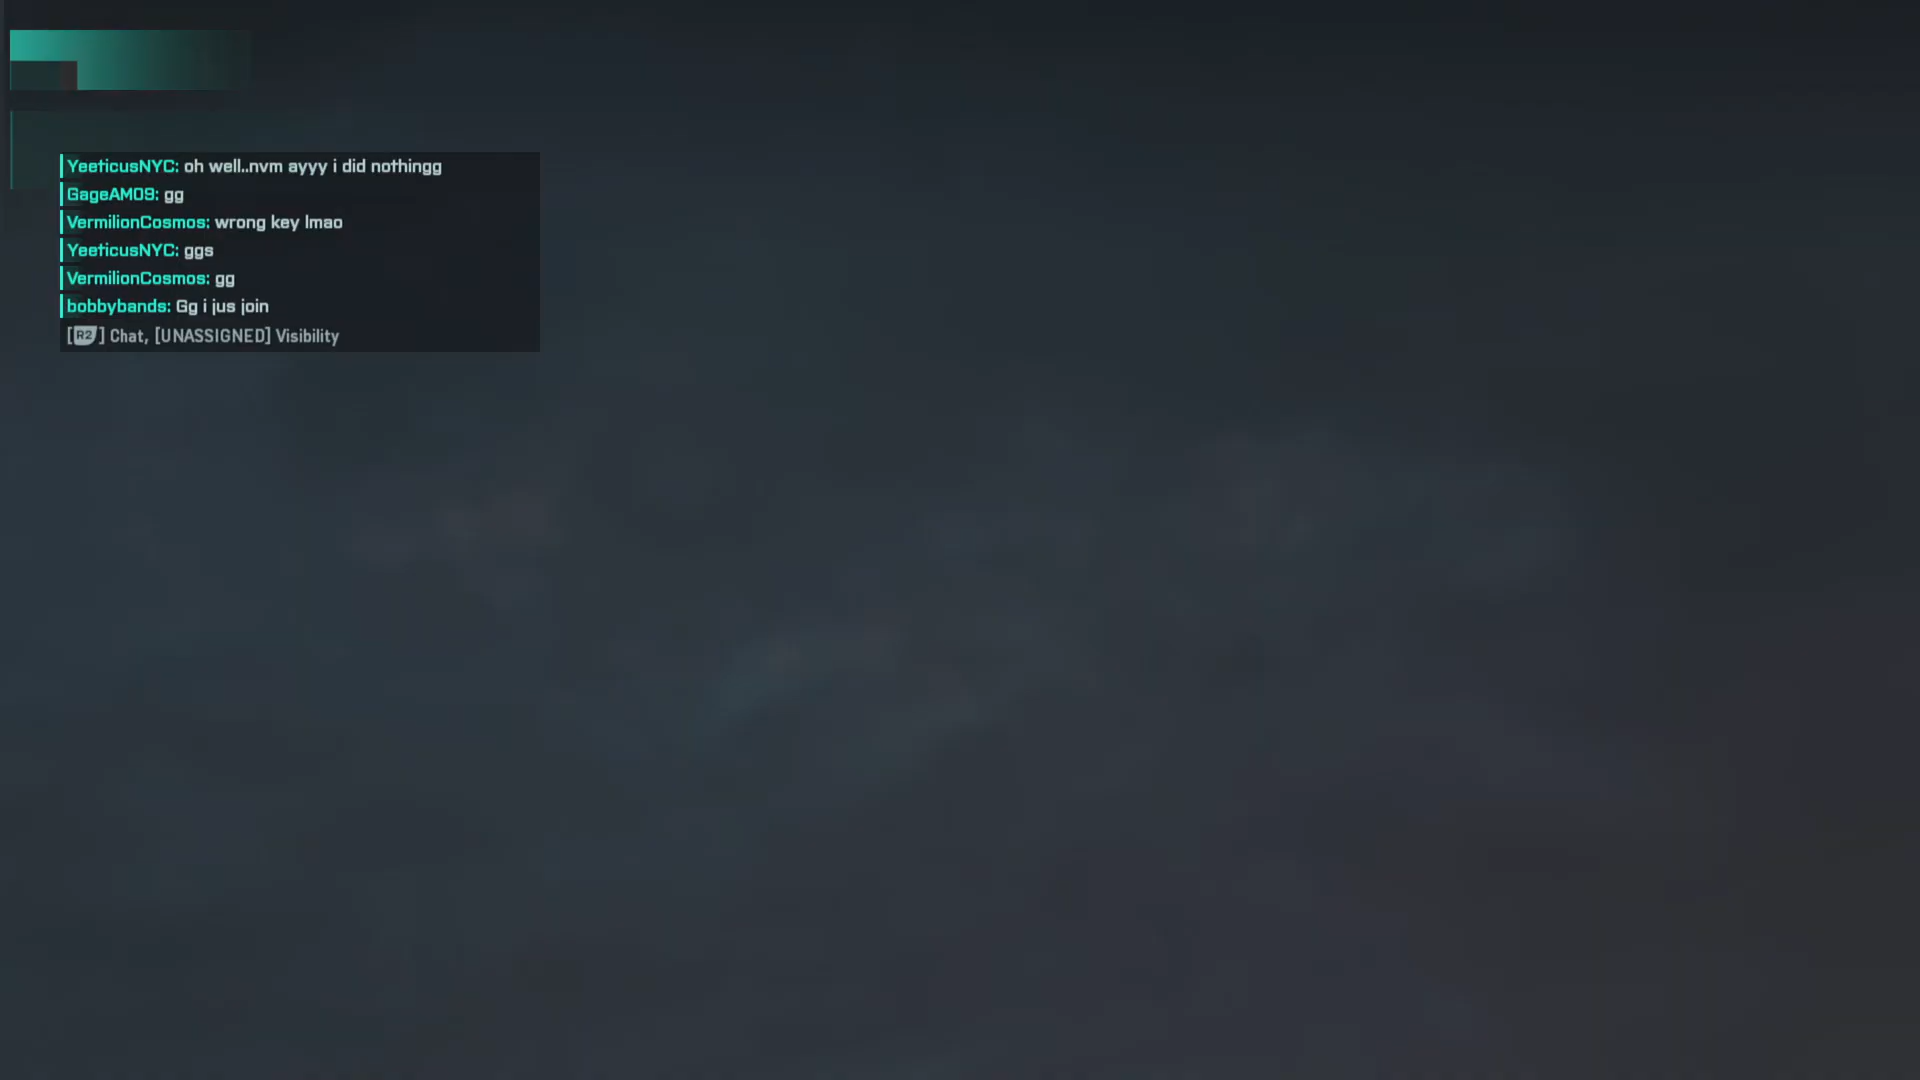 YeeticusNYC: oh well..nvm ayyy i did nothingg
GageAM09: gg
VermilionCosmos: wrong key lmao
YeeticusNYC: ggs
VermilionCosmos: gg
bobbybands: Gg i jus join
[R2] Chat, [UNASSIGNED] Visibility